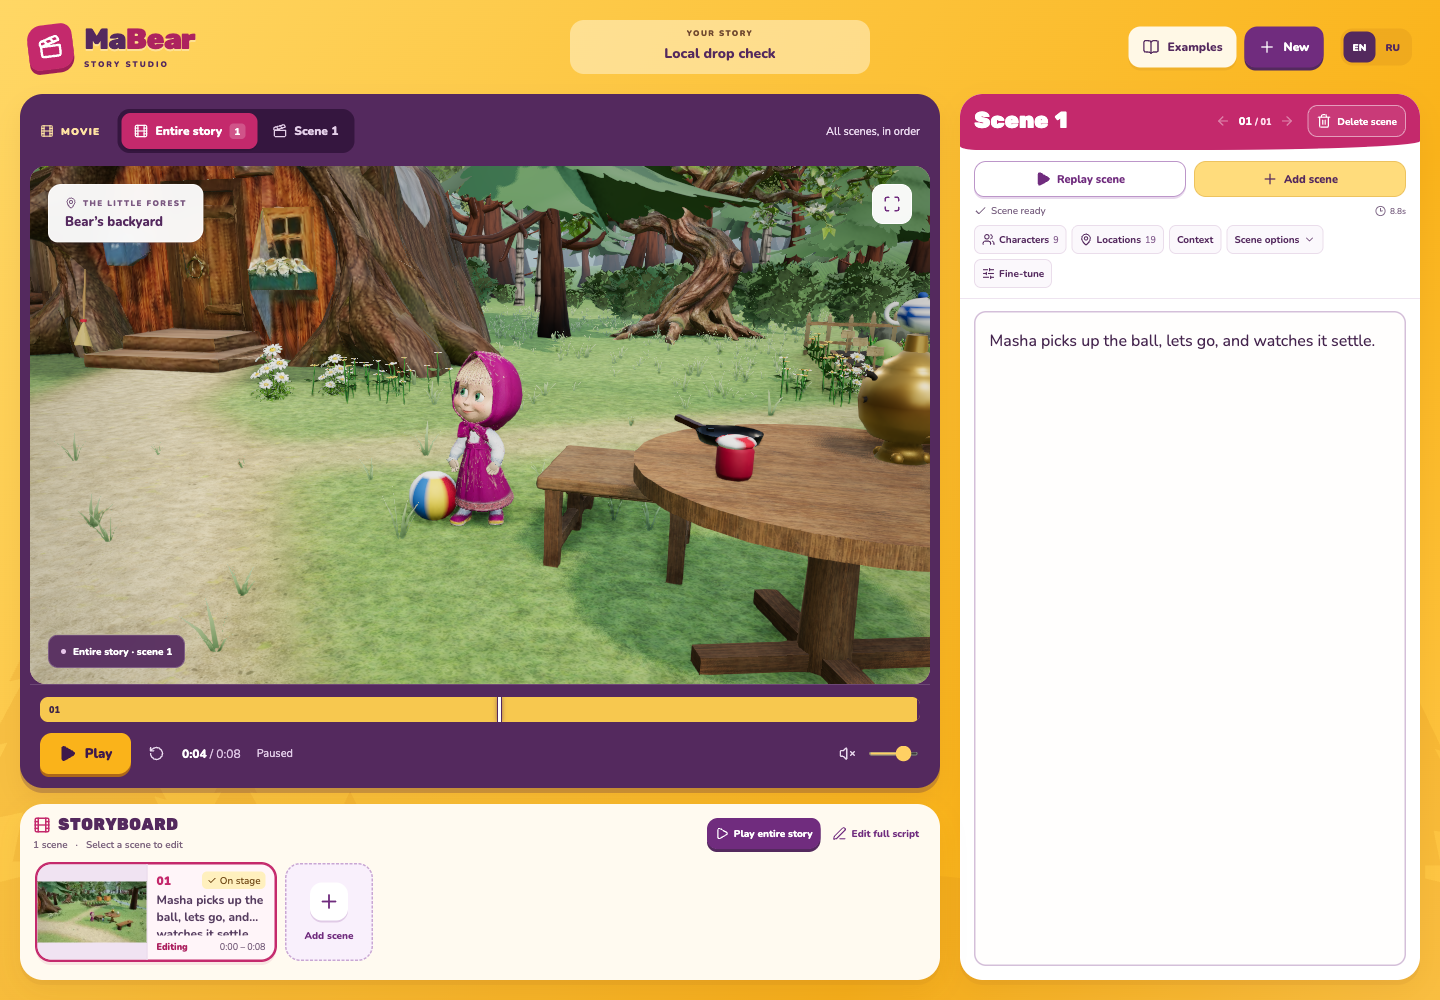 MaBear
STORY STUDIO
YOUR STORY
Local drop check
Examples
New
EN
RU
MOVIE
Entire story 1
Scene 1
All scenes, in order
THE LITTLE FOREST
Bear's backyard
Entire story · scene 1
01
Play
0:04 / 0:08
Paused
STORYBOARD
1 scene · Select a scene to edit
Play entire story
Edit full script
01
On stage
Masha picks up the
ball, lets go, and...
watches it settle
Editing
0:00 – 0:08
Add scene
Scene 1
01 / 01
Delete scene
Replay scene
Add scene
Scene ready
8.8s
Characters 9
Locations 19
Context
Scene options
Fine-tune
Masha picks up the ball, lets go, and watches it settle.